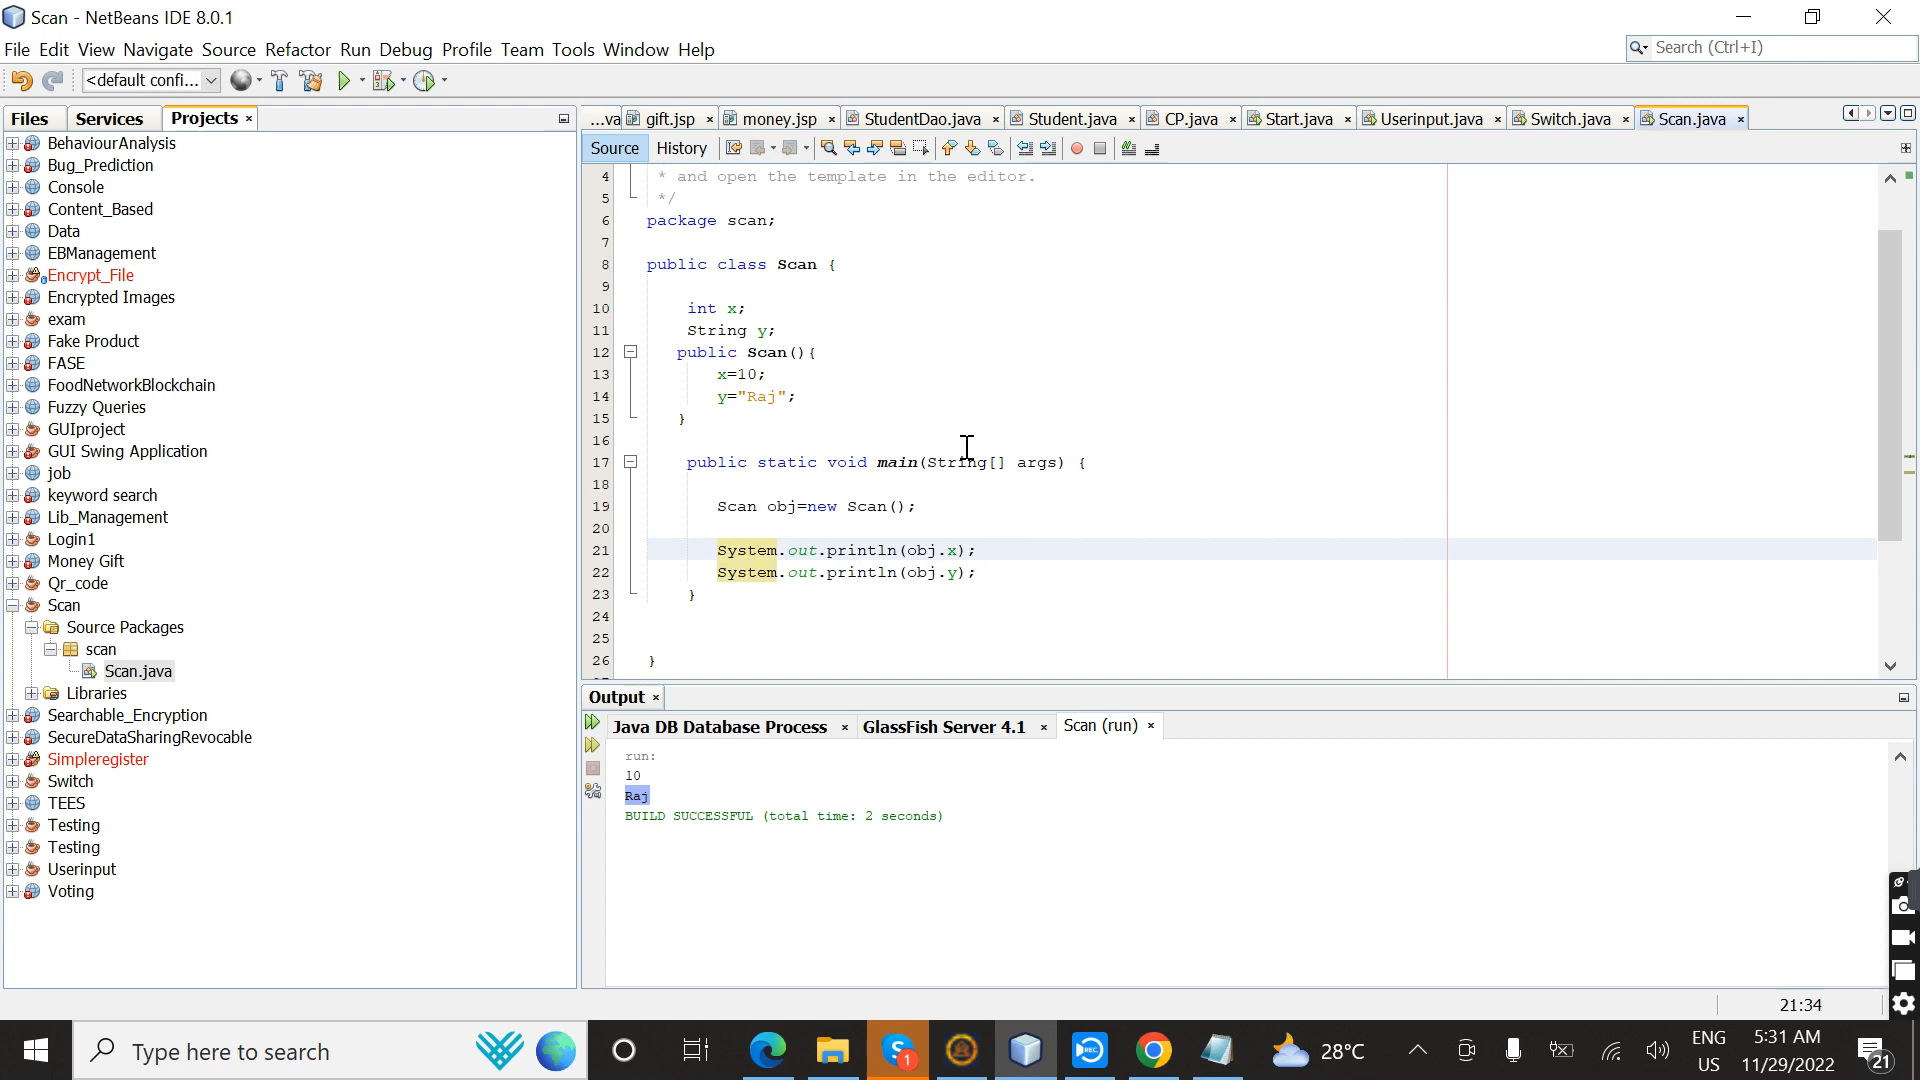 Scan - NetBeans IDE 8.0.1
File Edit View Navigate Source Refactor Run Debug Profile Team Tools Window Help
Search (Ctrl+I)
<default confi...
Files
Services
Projects
...va
gift.jsp
money.jsp
StudentDao.java
Student.java
CP.java
Start.java
Userinput.java
Switch.java
Scan.java
Source
History
BehaviourAnalysis
Bug_Prediction
Console
Content_Based
Data
EBManagement
Encrypt_File
Encrypted Images
exam
Fake Product
FASE
FoodNetworkBlockchain
Fuzzy Queries
GUIproject
GUI Swing Application
job
keyword search
Lib_Management
Login1
Money Gift
Qr_code
Scan
Source Packages
scan
Scan.java
Libraries
Searchable_Encryption
SecureDataSharingRevocable
Simpleregister
Switch
TEES
Testing
Testing
Userinput
Voting
4 * and open the template in the editor.
5 */
6 package scan;
7
8 public class Scan {
9
10 int x;
11 String y;
12 public Scan(){
13 x=10;
14 y="Raj";
15 }
16
17 public static void main(String[] args) {
18
19 Scan obj=new Scan();
20
21 System.out.println(obj.x);
22 System.out.println(obj.y);
23 }
24
25
26 }
Output
Java DB Database Process
GlassFish Server 4.1
Scan (run)
run:
10
Raj
BUILD SUCCESSFUL (total time: 2 seconds)
21:34
Type here to search
S 1
REC
28°C
ENG
US
5:31 AM
11/29/2022
21